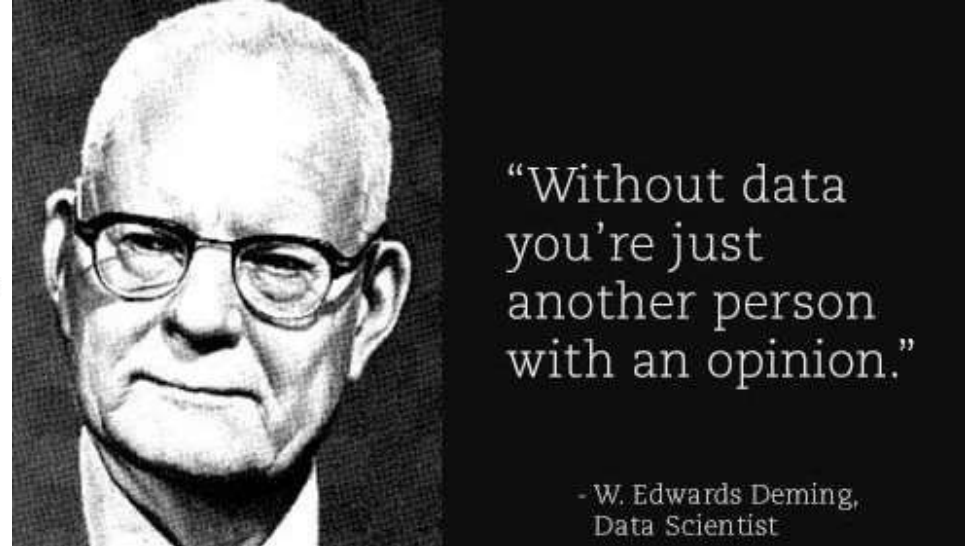 “Without data
you’re just
another person
with an opinion.”
- W. Edwards Deming,
Data Scientist